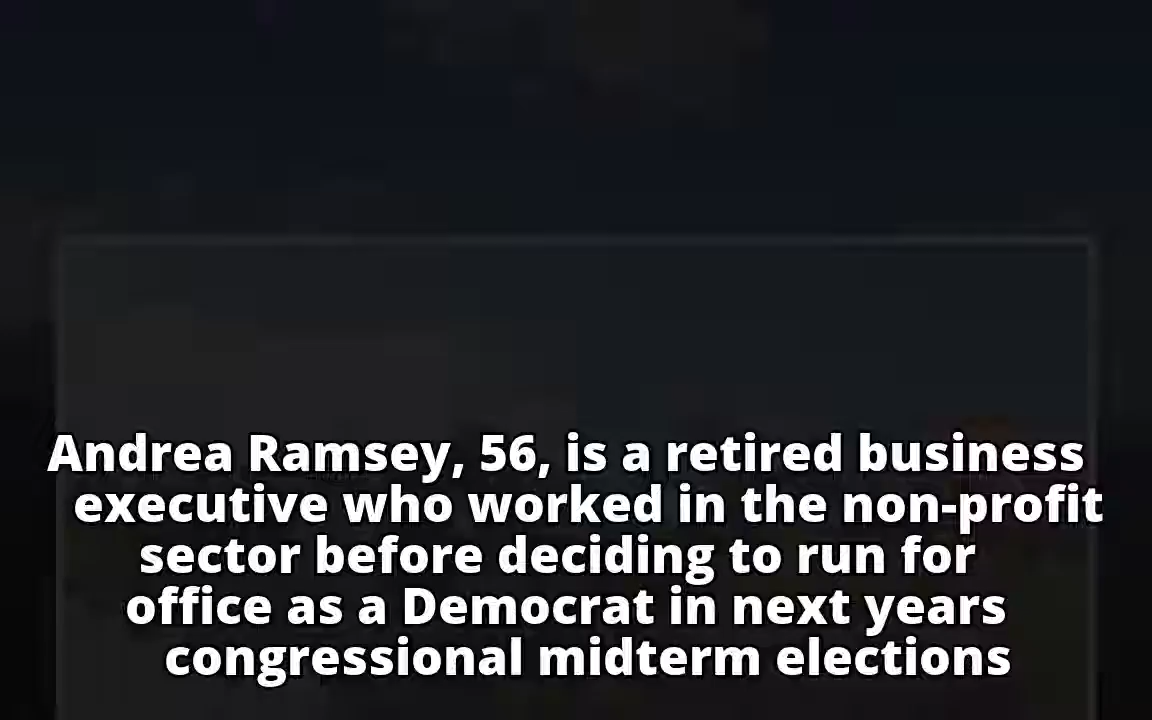 Andrea Ramsey, 56, is a retired business
executive who worked in the non-profit
sector before deciding to run for
office as a Democrat in next years
congressional midterm elections